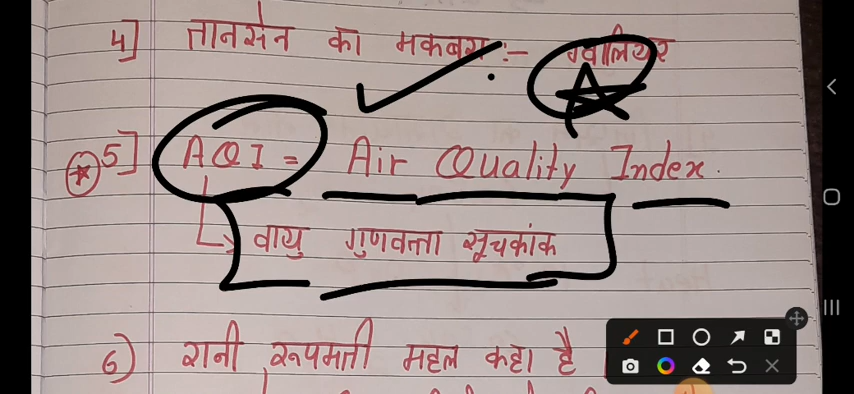 4] तानसेन का मकबरा :- ग्वालियर
5] AQI = Air Quality Index.
वायु गुणवत्ता सूचकांक
6) रानी रूपमती महल कहा है